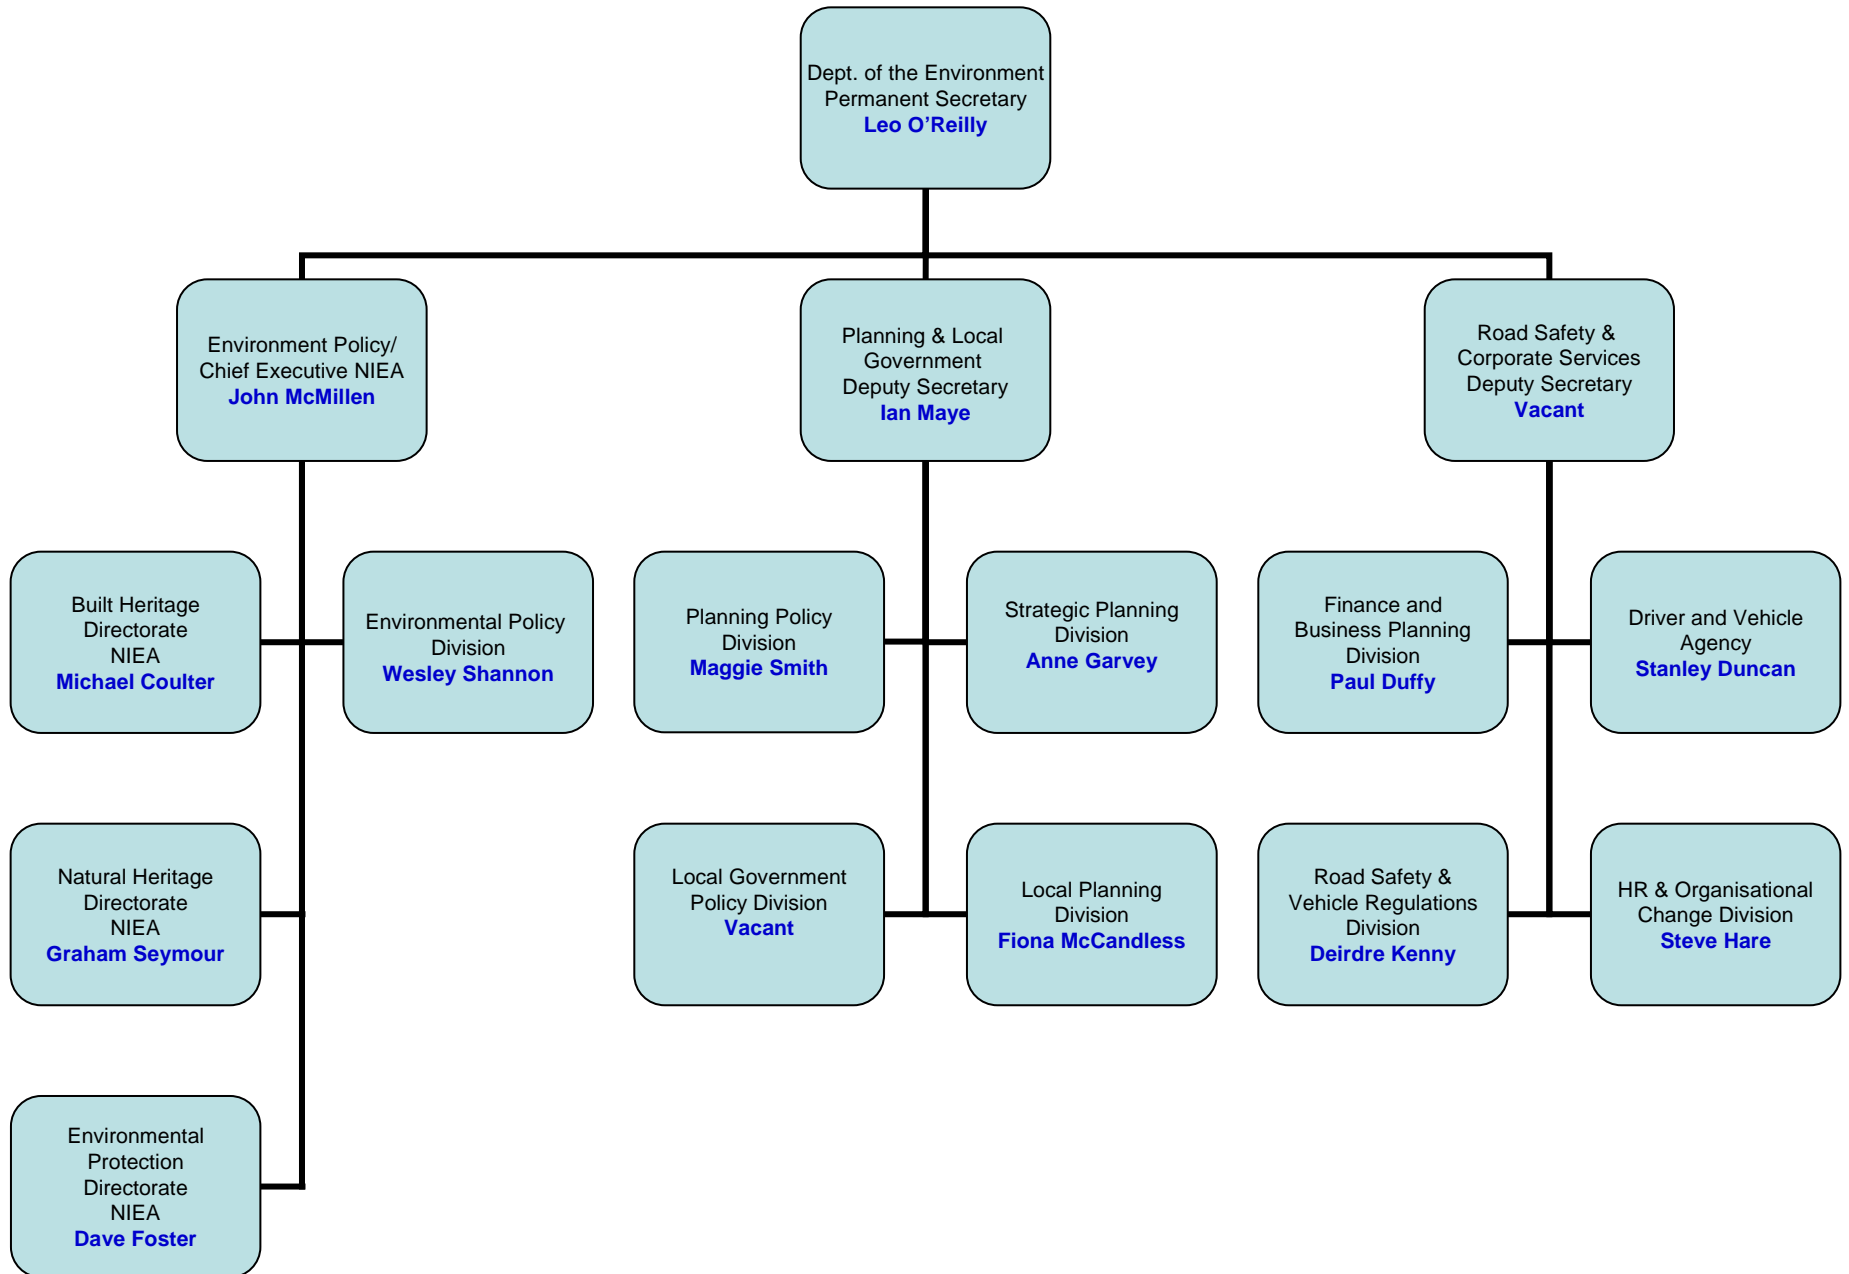 Dept. of the Environment
Permanent Secretary
Leo O’Reilly
Environment Policy/
Chief Executive NIEA
John McMillen
Planning & Local
Government
Deputy Secretary
Ian Maye
Road Safety &
Corporate Services
Deputy Secretary
Vacant
Built Heritage
Directorate
NIEA
Michael Coulter
Environmental Policy
Division
Wesley Shannon
Planning Policy
Division
Maggie Smith
Strategic Planning
Division
Anne Garvey
Finance and
Business Planning
Division
Paul Duffy
Driver and Vehicle
Agency
Stanley Duncan
Natural Heritage
Directorate
NIEA
Graham Seymour
Local Government
Policy Division
Vacant
Local Planning
Division
Fiona McCandless
Road Safety &
Vehicle Regulations
Division
Deirdre Kenny
HR & Organisational
Change Division
Steve Hare
Environmental
Protection
Directorate
NIEA
Dave Foster